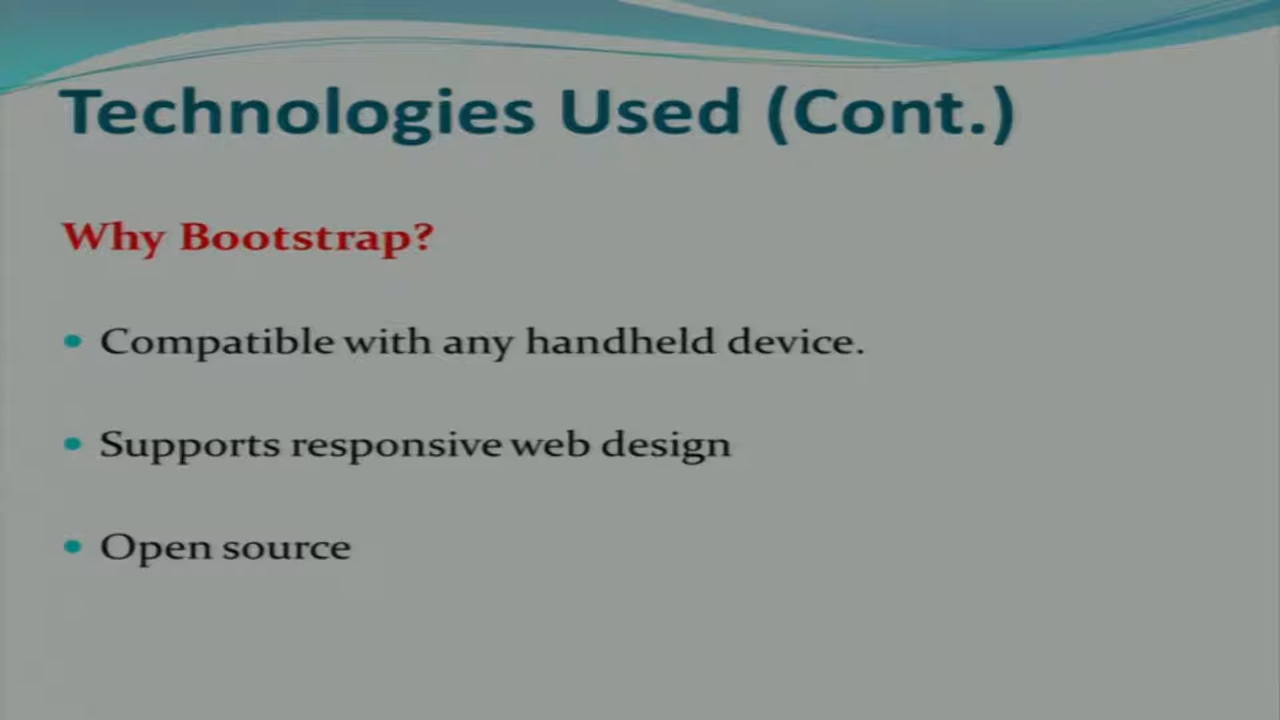 Technologies Used (Cont.)
Why Bootstrap?
• Compatible with any handheld device.
• Supports responsive web design
• Open source